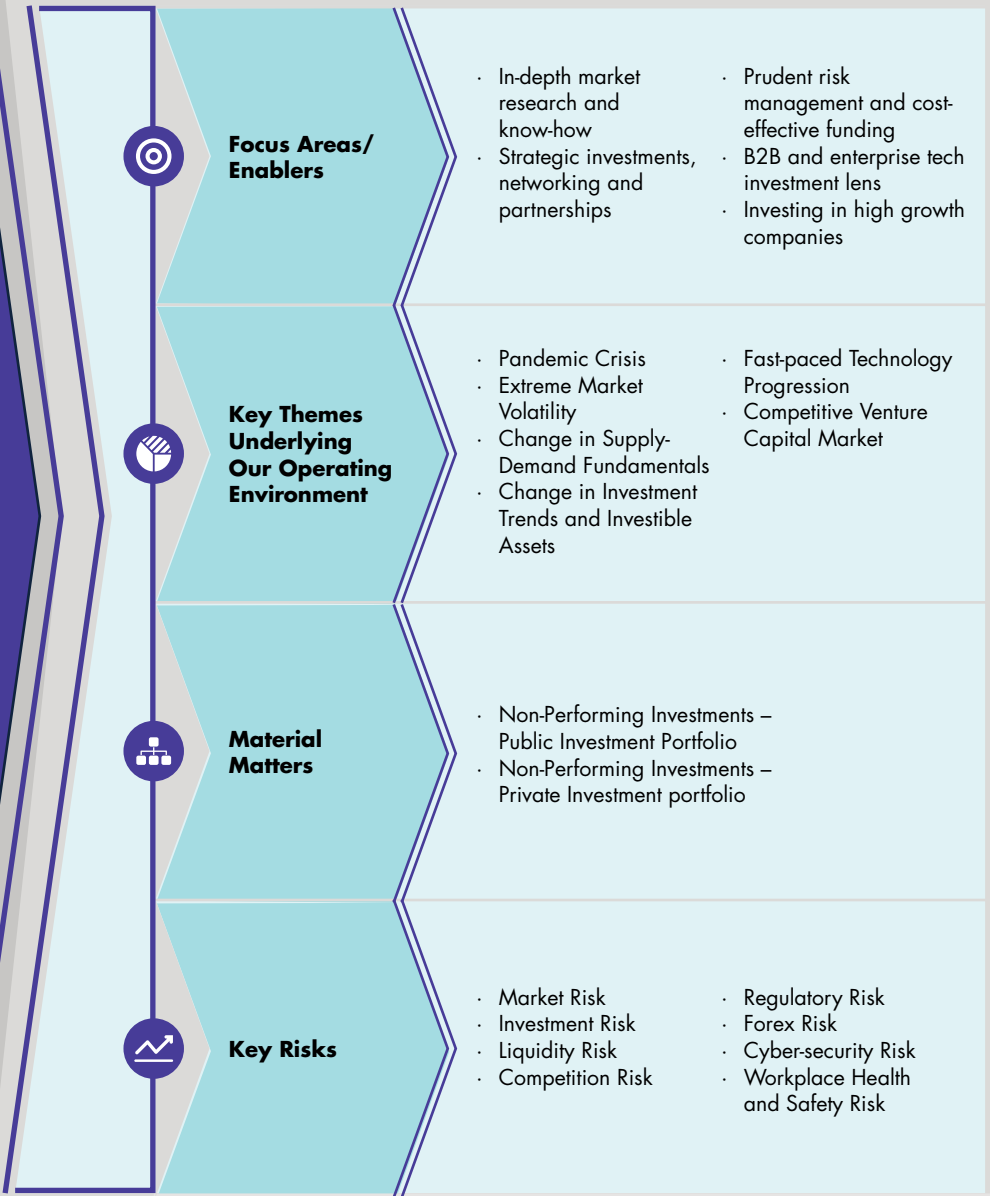 Focus Areas/
Enablers
· In-depth market
research and
know-how
· Strategic investments,
networking and
partnerships
· Prudent risk
management and cost-
effective funding
· B2B and enterprise tech
investment lens
· Investing in high growth
companies
Key Themes
Underlying
Our Operating
Environment
· Pandemic Crisis
· Extreme Market
Volatility
· Change in Supply-
Demand Fundamentals
· Change in Investment
Trends and Investible
Assets
· Fast-paced Technology
Progression
· Competitive Venture
Capital Market
Material
Matters
· Non-Performing Investments –
Public Investment Portfolio
· Non-Performing Investments –
Private Investment portfolio
Key Risks
· Market Risk
· Investment Risk
· Liquidity Risk
· Competition Risk
· Regulatory Risk
· Forex Risk
· Cyber-security Risk
· Workplace Health
and Safety Risk